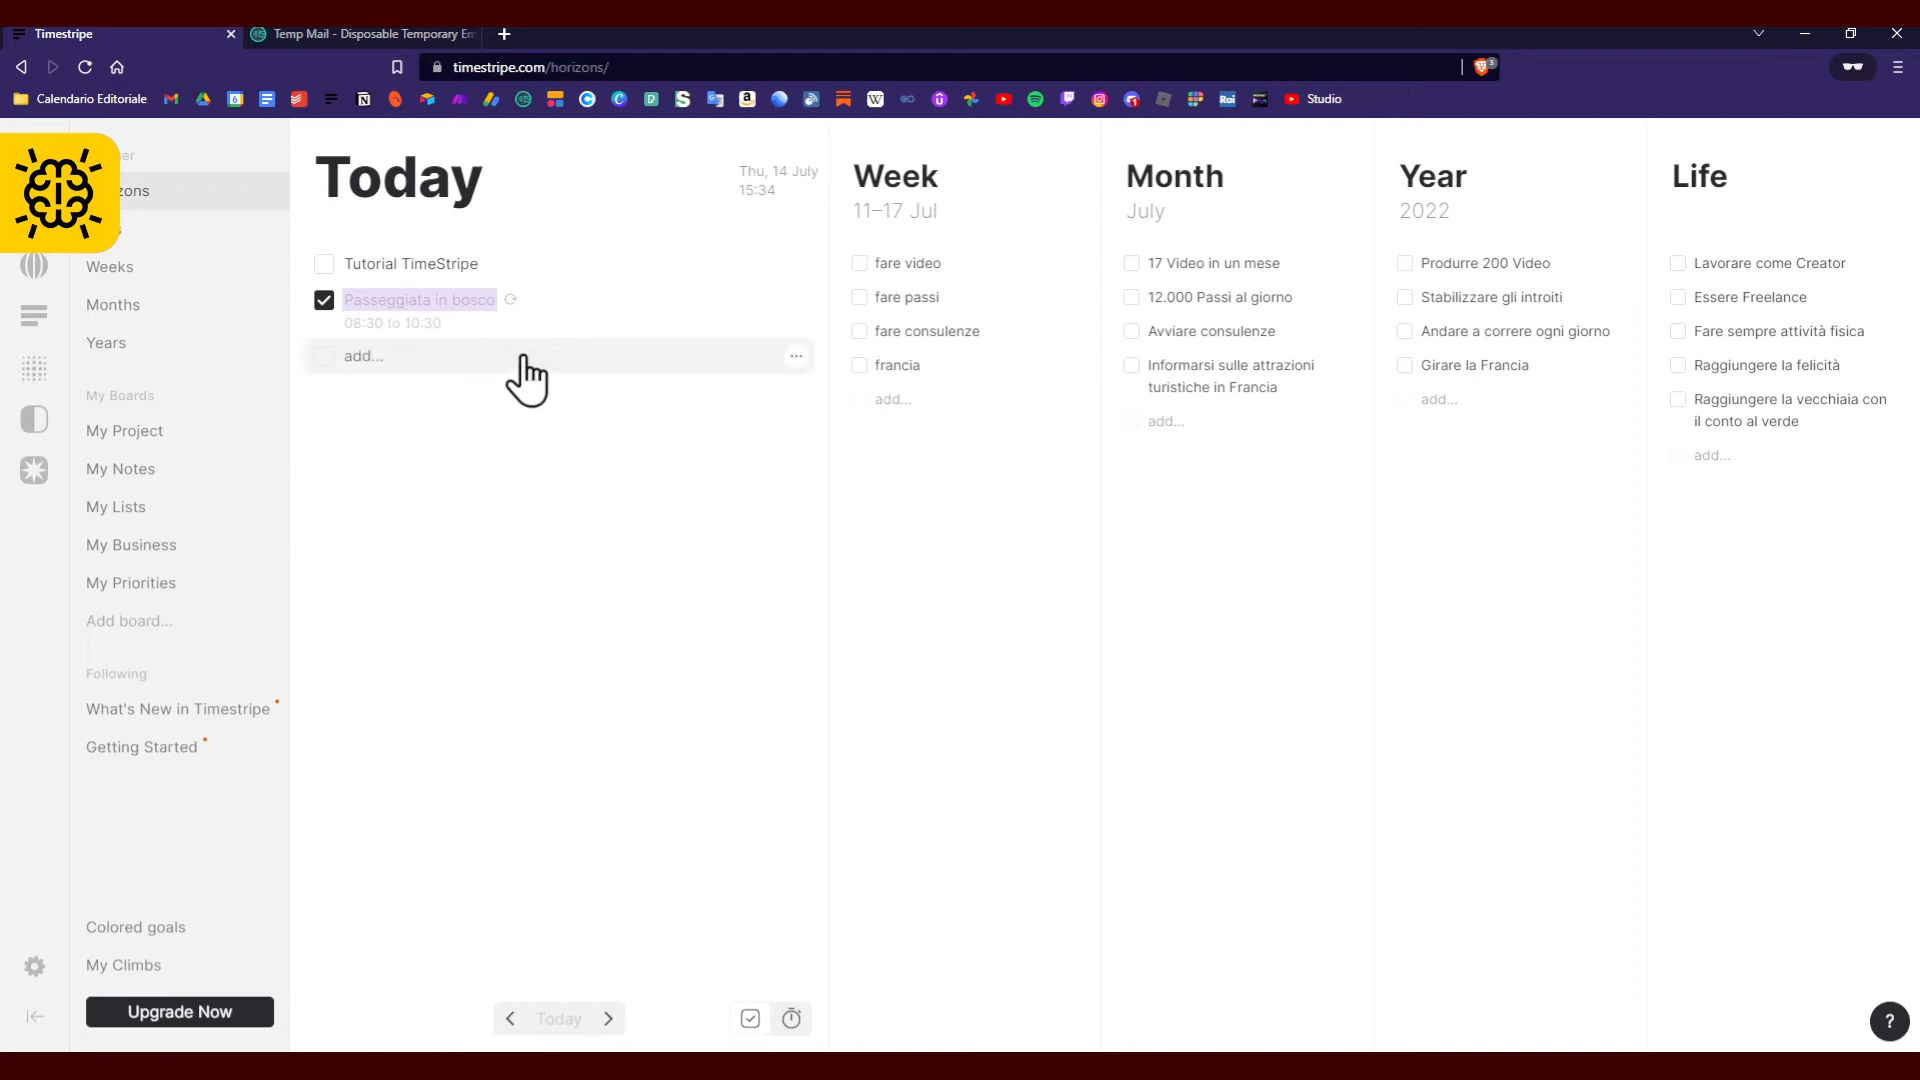 Timestripe
Temp Mail - Disposable Temporary Em
timestripe.com/horizons/
3
Calendario Editoriale
Rai
Studio
Weeks
Months
Years
My Boards
My Project
My Notes
My Lists
My Business
My Priorities
Add board...
Following
What's New in Timestripe
Getting Started
Colored goals
My Climbs
Upgrade Now
Today
Thu, 14 July
15:34
Tutorial TimeStripe
Passeggiata in bosco
08:30 to 10:30
add...
Today
Week
11–17 Jul
fare video
fare passi
fare consulenze
francia
add...
Month
July
17 Video in un mese
12.000 Passi al giorno
Avviare consulenze
Informarsi sulle attrazioni
turistiche in Francia
add...
Year
2022
Produrre 200 Video
Stabilizzare gli introiti
Andare a correre ogni giorno
Girare la Francia
add...
Life
Lavorare come Creator
Essere Freelance
Fare sempre attività fisica
Raggiungere la felicità
Raggiungere la vecchiaia con
il conto al verde
add...
?